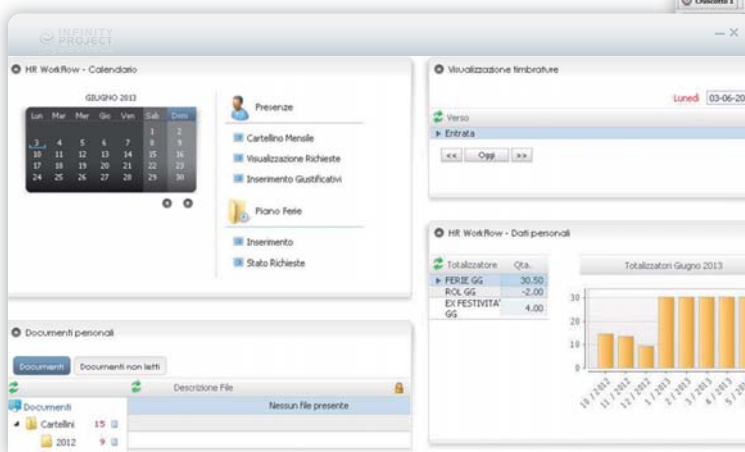 Cruscotto 1
INFINITY
PROJECT
HR Workflow - Calendario
GIUGNO 2013
Lun Mar Mer Gio Ven Sab Dom
1 2
3 4 5 6 7 8 9
10 11 12 13 14 15 16
17 18 19 20 21 22 23
24 25 26 27 28 29 30
Presenze
Cartellino Mensile
Visualizzazione Richieste
Inserimento Giustificativi
Piano Ferie
Inserimento
Stato Richieste
Visualizzazione timbrature
Lunedì 03-06-20
Verso
Entrata
<< Oggi >>
HR Workflow - Dati personali
Totalizzatore Qta.
FERIE GG 30.50
ROL GG -2.00
EX FESTIVITA' GG 4.00
Totalizzatori Giugno 2013
30
20
10
0
10/2012 11/2012 12/2012 1/2013 2/2013 3/2013 4/2013 5/2013
Documenti personali
Documenti Documenti non letti
Descrizione File
Documenti
Nessun file presente
Cartellini 15
2012 9